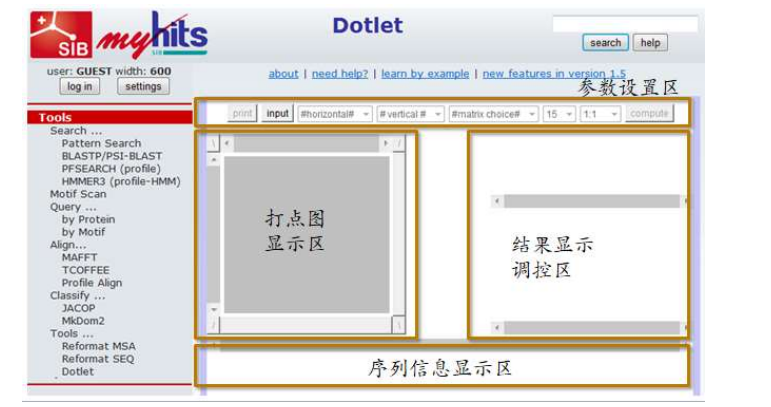 SIB myhits
SIB
Dotlet
search help
user: GUEST width: 600
log in settings
about | need help? | learn by example | new features in version 1.5
参数设置区
print input #horizontal# # vertical # #matrix choice# 15 1:1 compute
Tools
Search ...
Pattern Search
BLASTP/PSI-BLAST
PFSEARCH (profile)
HMMER3 (profile-HMM)
Motif Scan
Query ...
by Protein
by Motif
Align...
MAFFT
TCOFFEE
Profile Align
Classify ...
JACOP
MkDom2
Tools ...
Reformat MSA
Reformat SEQ
Dotlet
\ /
/ \
打点图
显示区
结果显示
调控区
序列信息显示区